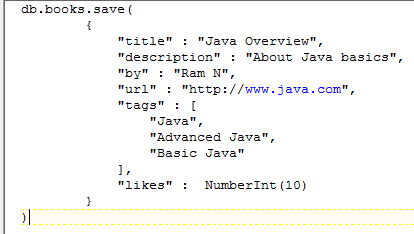 db.books.save(
{
"title" : "Java Overview",
"description" : "About Java basics",
"by" : "Ram N",
"url" : "http://www.java.com",
"tags" : [
"Java",
"Advanced Java",
"Basic Java"
],
"likes" :  NumberInt(10)
}
)